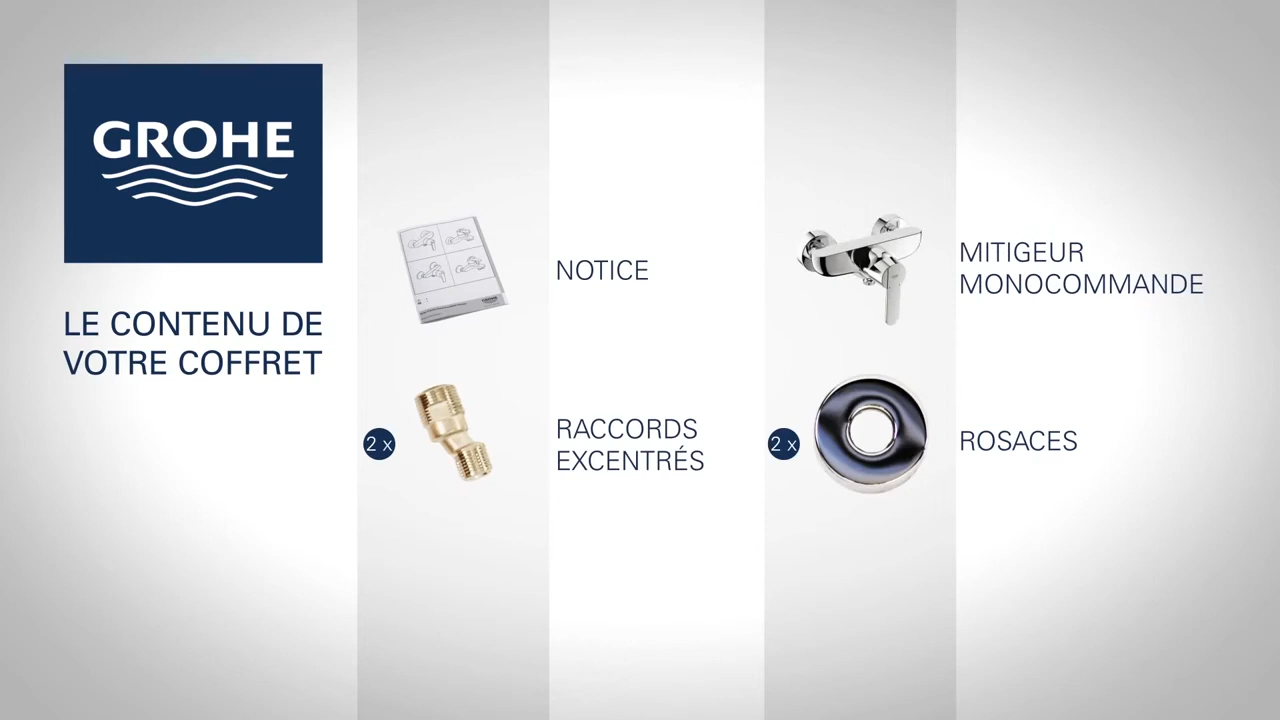 GROHE
LE CONTENU DE
VOTRE COFFRET
NOTICE
MITIGEUR
MONOCOMMANDE
2 x
RACCORDS
EXCENTRÉS
2 x
ROSACES